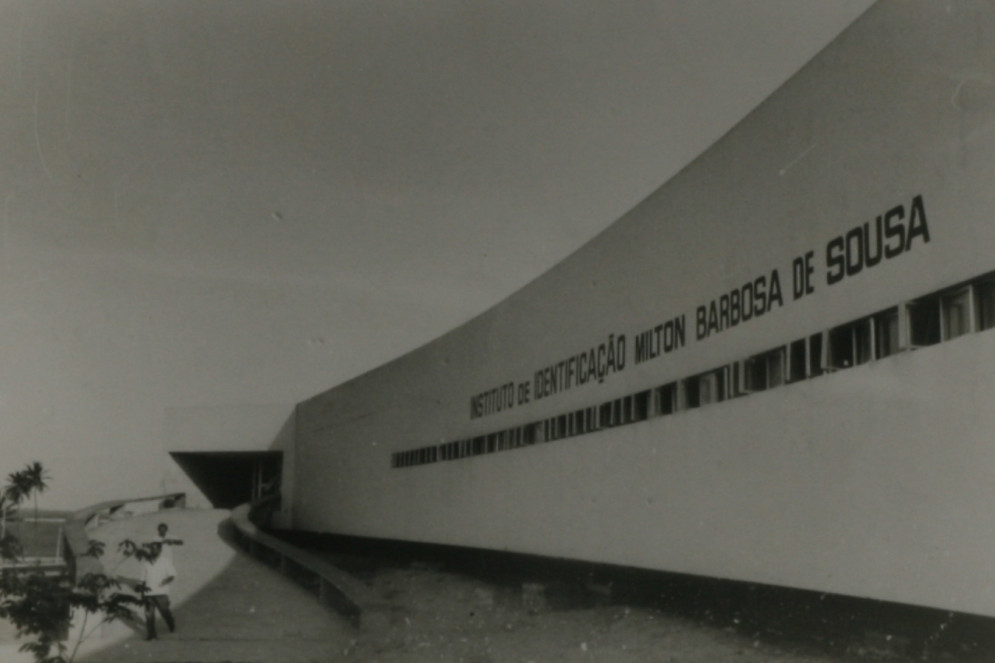 INSTITUTO DE IDENTIFICAÇÃO MILTON BARBOSA DE SOUSA